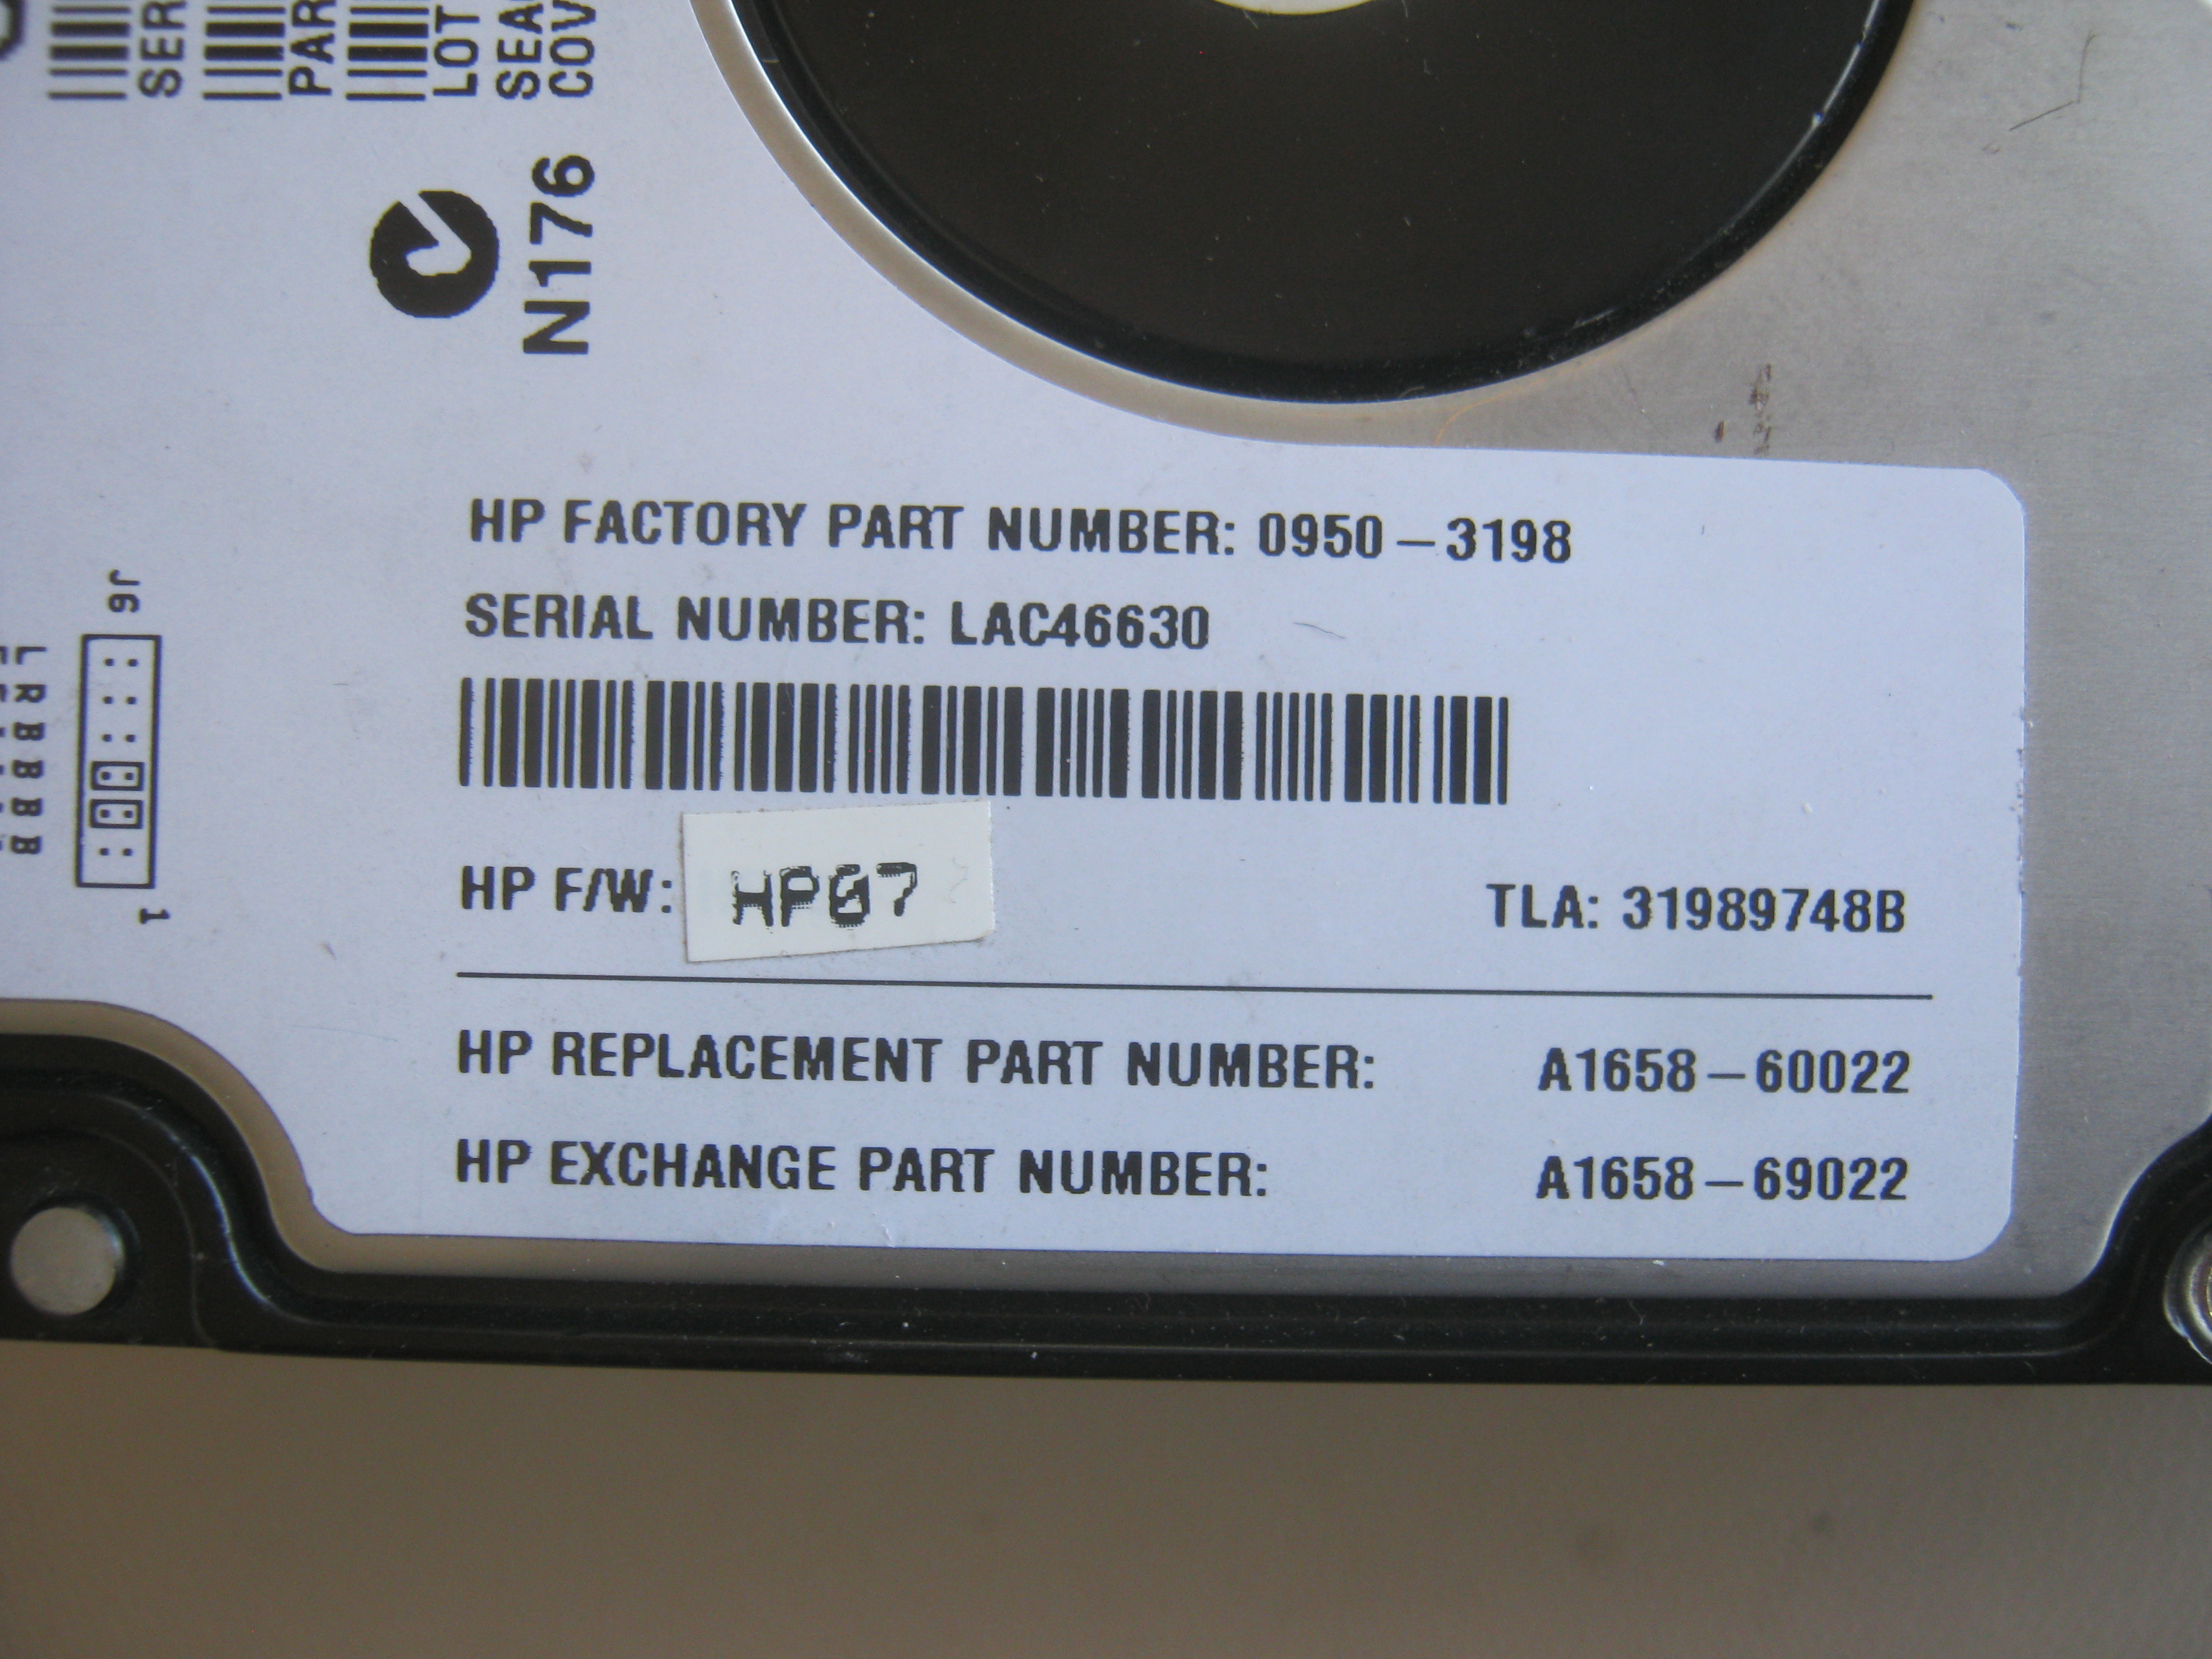 SER
PAR
LOT
SEA
COV
N176
HP FACTORY PART NUMBER: 0950-3198
SERIAL NUMBER: LAC46630
HP F/W: HP07
TLA: 31989748B
HP REPLACEMENT PART NUMBER: A1658-60022
HP EXCHANGE PART NUMBER: A1658-69022
J6
L R B B B B
1